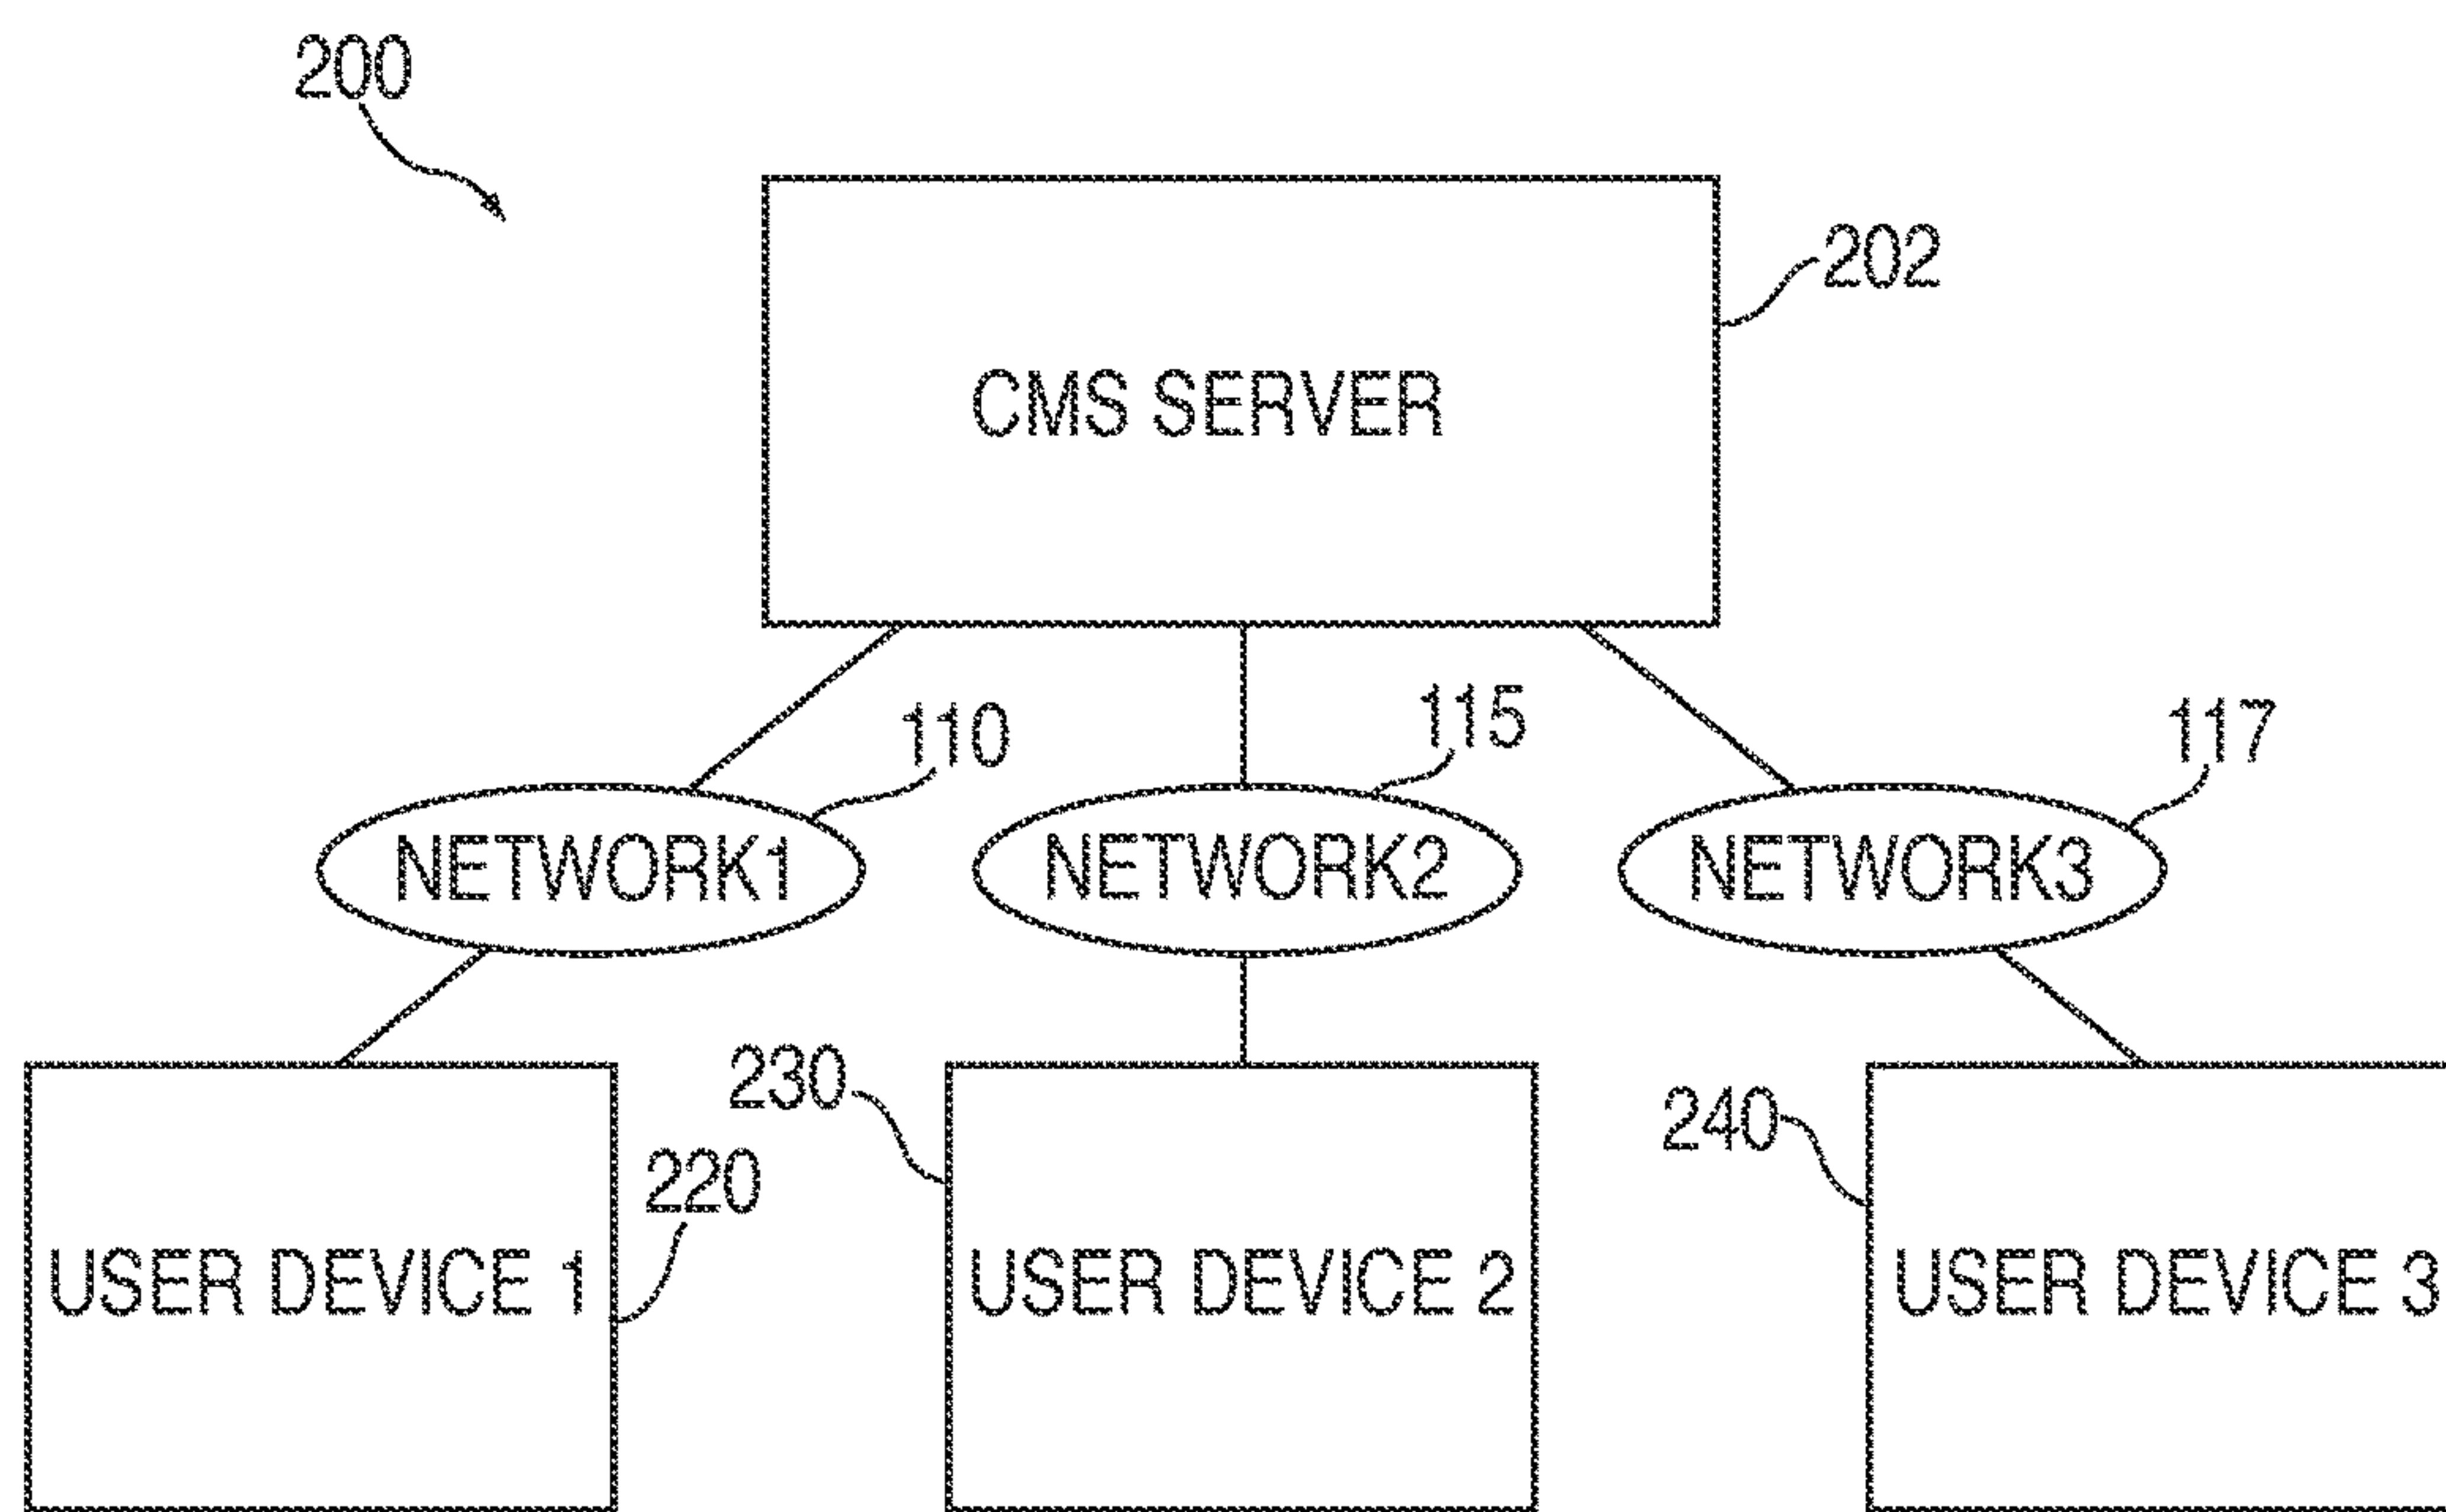 200
202
CMS SERVER
110
115
117
NETWORK1
NETWORK2
NETWORK3
230
240
220
USER DEVICE 1
USER DEVICE 2
USER DEVICE 3